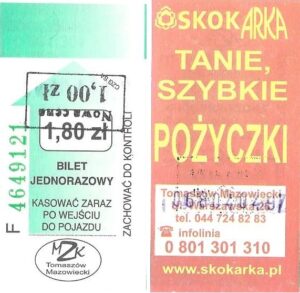 1,00 zł
Nowa cena
1,80 zł
BILET
JEDNORAZOWY
KASOWAĆ ZARAZ
PO WEJŚCIU
DO POJAZDU
MZK
Tomaszów
Mazowiecki
F 4649121
ZACHOWAĆ DO KONTROLI
SKOKARKA
TANIE,
SZYBKIE
POŻYCZKI
Tomaszów Mazowiecki
tel. 044 724 82 83
infolinia
0 801 301 310
www.skokarka.pl